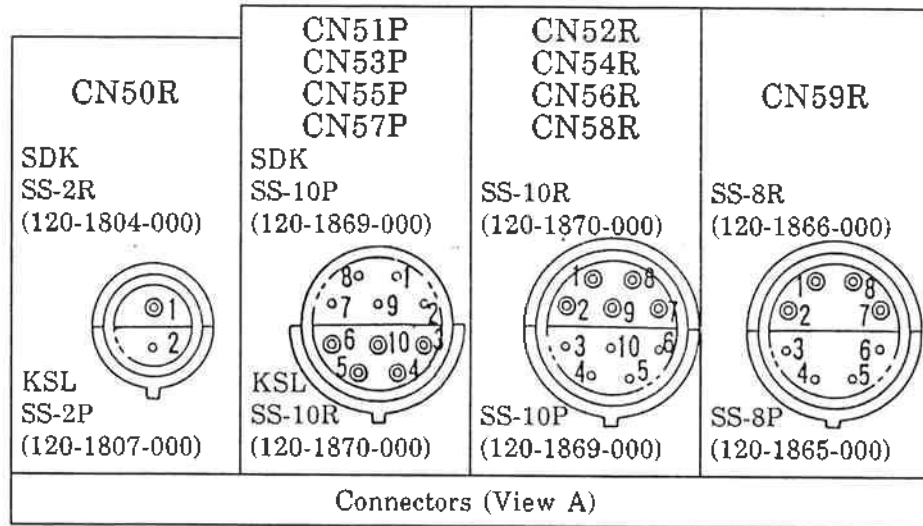 CN50R
SDK
SS-2R
(120-1804-000)
1
2
KSL
SS-2P
(120-1807-000)
CN51P
CN53P
CN55P
CN57P
SDK
SS-10P
(120-1869-000)
8 1
7 9 2
6 10 3
5 4
KSL
SS-10R
(120-1870-000)
CN52R
CN54R
CN56R
CN58R
SS-10R
(120-1870-000)
1 8
2 9 7
3 10 6
4 5
SS-10P
(120-1869-000)
CN59R
SS-8R
(120-1866-000)
1 8
2 7
3 6
4 5
SS-8P
(120-1865-000)
Connectors (View A)